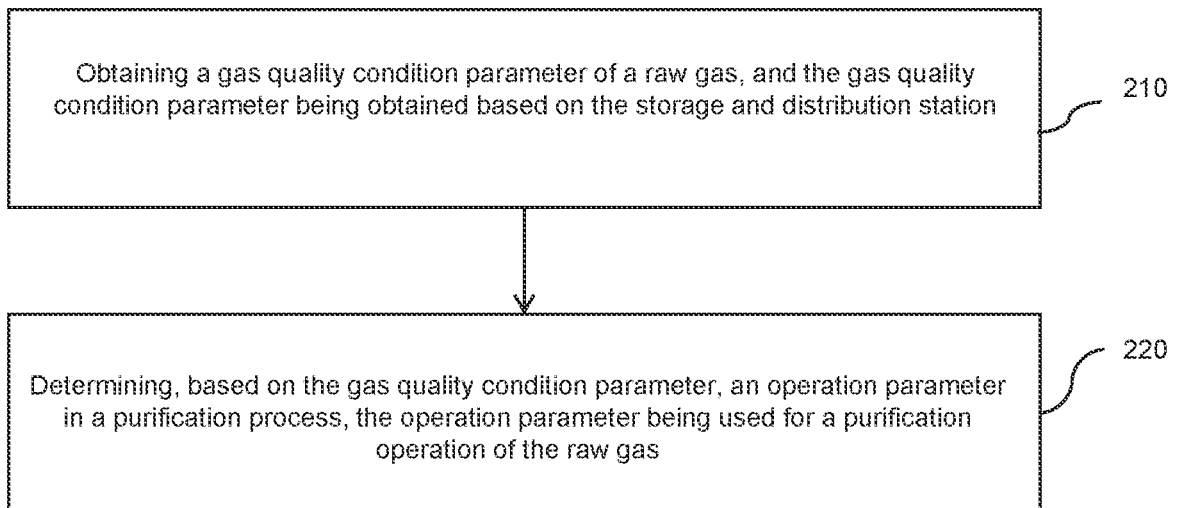 Obtaining a gas quality condition parameter of a raw gas, and the gas quality
condition parameter being obtained based on the storage and distribution station
210
Determining, based on the gas quality condition parameter, an operation parameter
in a purification process, the operation parameter being used for a purification
operation of the raw gas
220